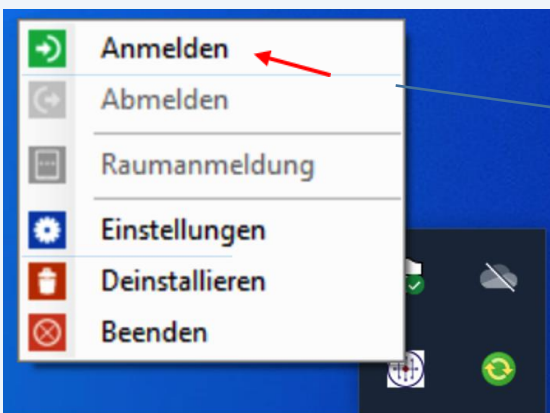 Anmelden
Abmelden
Raumanmeldung
Einstellungen
Deinstallieren
Beenden